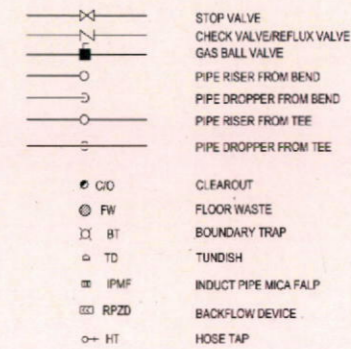 STOP VALVE
CHECK VALVE/REFLUX VALVE
GAS BALL VALVE
PIPE RISER FROM BEND
PIPE DROPPER FROM BEND
PIPE RISER FROM TEE
PIPE DROPPER FROM TEE
C/O CLEAROUT
FW FLOOR WASTE
BT BOUNDARY TRAP
TD TUNDISH
IPMF INDUCT PIPE MICA FALP
RPZD BACKFLOW DEVICE
HT HOSE TAP